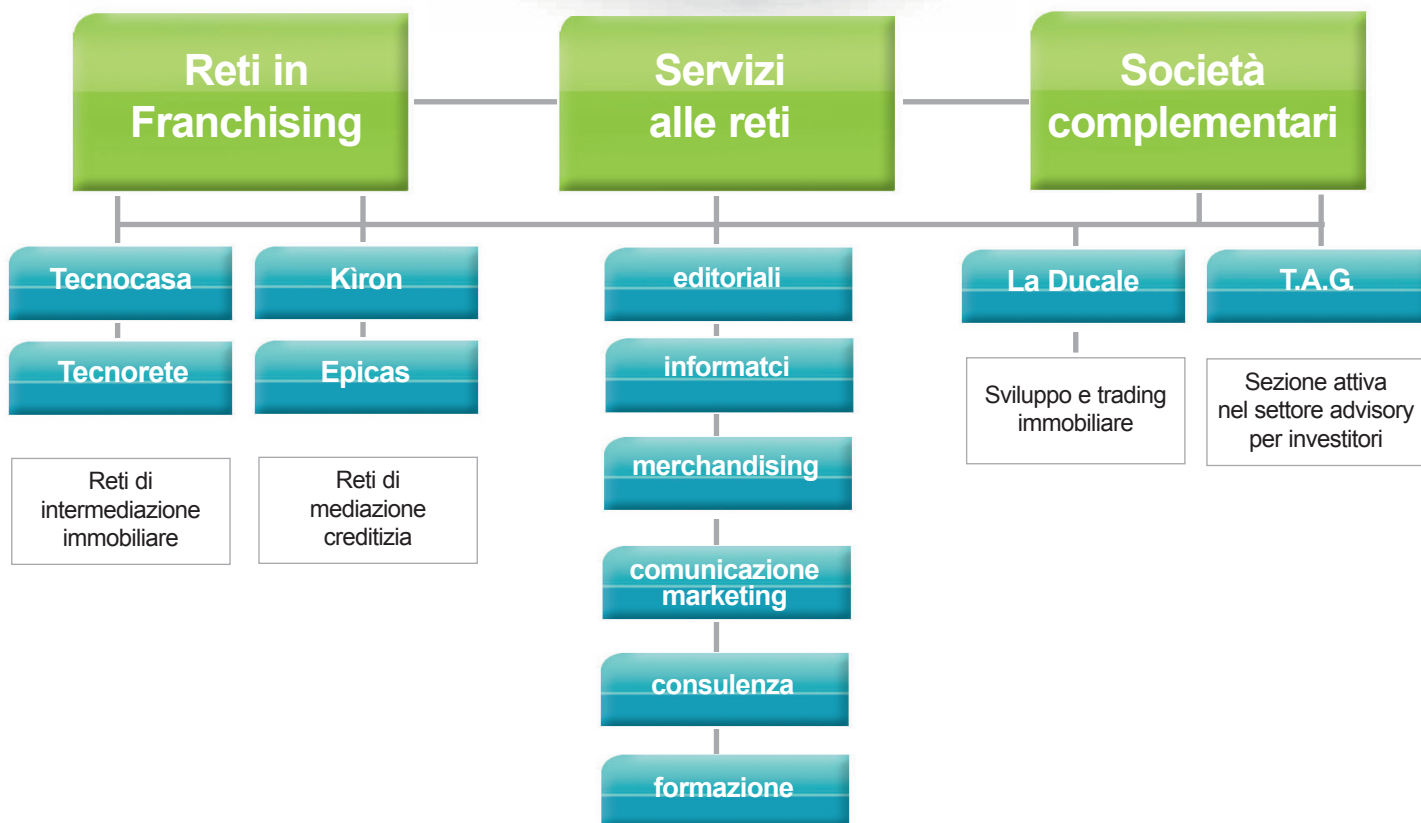 Reti in
Franchising
Servizi
alle reti
Società
complementari
Tecnocasa
Kìron
editoriali
La Ducale
T.A.G.
Tecnorete
Epicas
informatci
Sviluppo e trading
immobiliare
Sezione attiva
nel settore advisory
per investitori
merchandising
Reti di
intermediazione
immobiliare
Reti di
mediazione
creditizia
comunicazione
marketing
consulenza
formazione